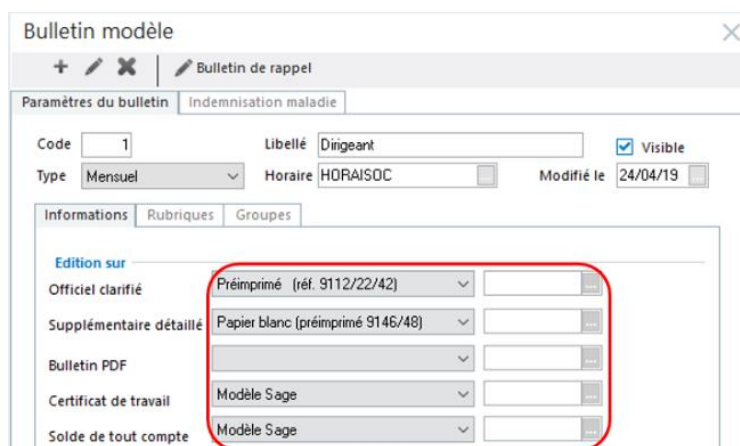 Bulletin modèle
Bulletin de rappel
Paramètres du bulletin Indemnisation maladie
Code 1 Libellé Dirigeant Visible
Type Mensuel Horaire HORAISOC Modifié le 24/04/19
Informations Rubriques Groupes
Edition sur
Officiel clarifié Préimprimé (réf. 9112/22/42)
Supplémentaire détaillé Papier blanc (préimprimé 9146/48)
Bulletin PDF
Certificat de travail Modèle Sage
Solde de tout compte Modèle Sage